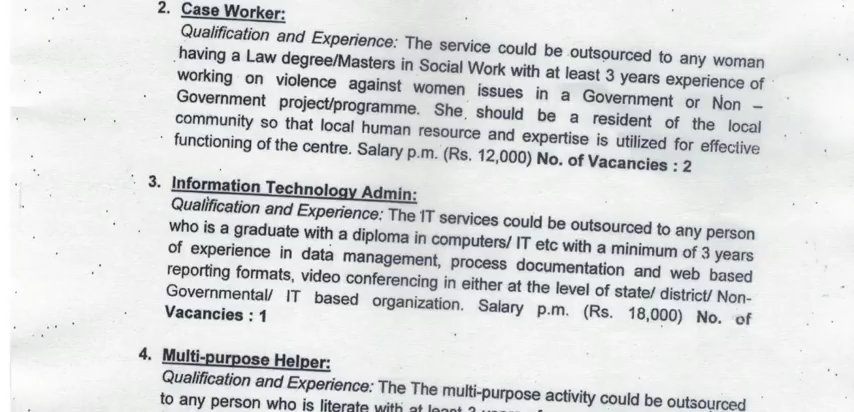 2. Case Worker:
Qualification and Experience: The service could be outsourced to any woman
having a Law degree/Masters in Social Work with at least 3 years experience of
working on violence against women issues in a Government or Non –
Government project/programme. She should be a resident of the local
community so that local human resource and expertise is utilized for effective
functioning of the centre. Salary p.m. (Rs. 12,000) No. of Vacancies : 2
3. Information Technology Admin:
Qualification and Experience: The IT services could be outsourced to any person
who is a graduate with a diploma in computers/ IT etc with a minimum of 3 years
of experience in data management, process documentation and web based
reporting formats, video conferencing in either at the level of state/ district/ Non-
Governmental/ IT based organization. Salary p.m. (Rs. 18,000) No. of
Vacancies : 1
4. Multi-purpose Helper:
Qualification and Experience: The The multi-purpose activity could be outsourced
to any person who is literate with at least